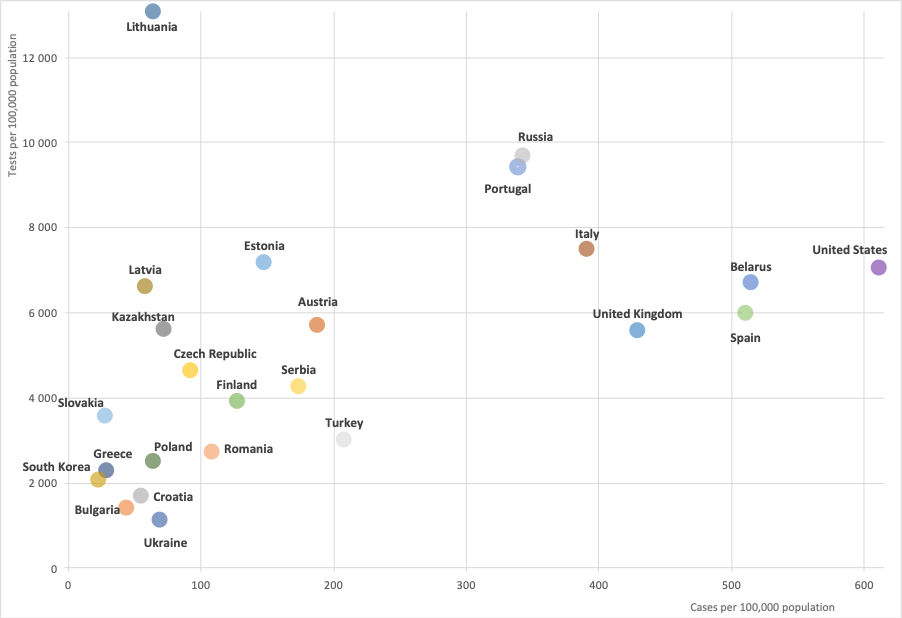 Lithuania
Tests per 100,000 population
12 000
Russia
10 000
Portugal
8 000
Italy
Estonia
United States
Latvia
Belarus
Austria
6 000
Kazakhstan
United Kingdom
Spain
Czech Republic
Serbia
Finland
4 000
Slovakia
Turkey
Poland
Romania
Greece
South Korea
2 000
Croatia
Bulgaria
Ukraine
0
0 100 200 300 400 500 600
Cases per 100,000 population